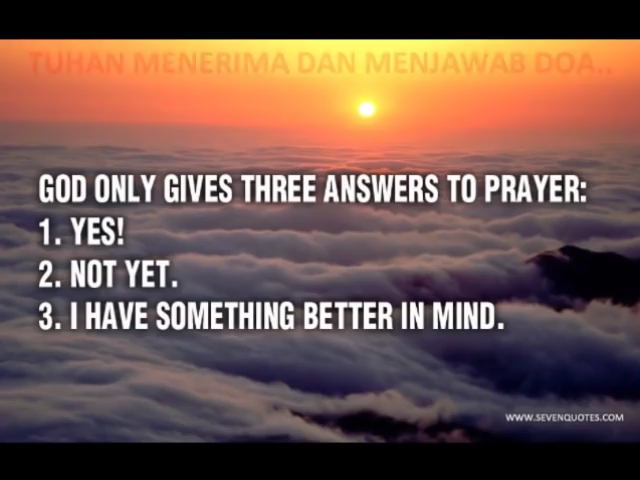 TUHAN MENERIMA DAN MENJAWAB DOA..
GOD ONLY GIVES THREE ANSWERS TO PRAYER:
1. YES!
2. NOT YET.
3. I HAVE SOMETHING BETTER IN MIND.
WWW.SEVENQUOTES.COM